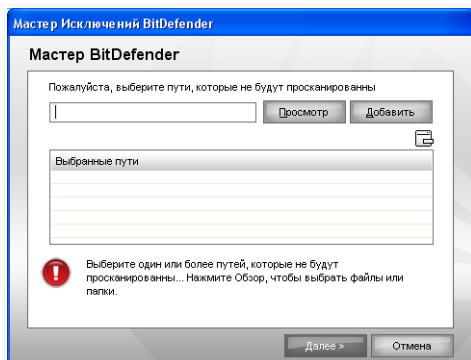 Мастер Исключений BitDefender
Мастер BitDefender
Пожалуйста, выберите пути, которые не будут просканированны
Просмотр
Добавить
Выбранные пути
Выберите один или более путей, которые не будут
просканированны... Нажмите Обзор, чтобы выбрать файлы или
папки.
Далее »
Отмена